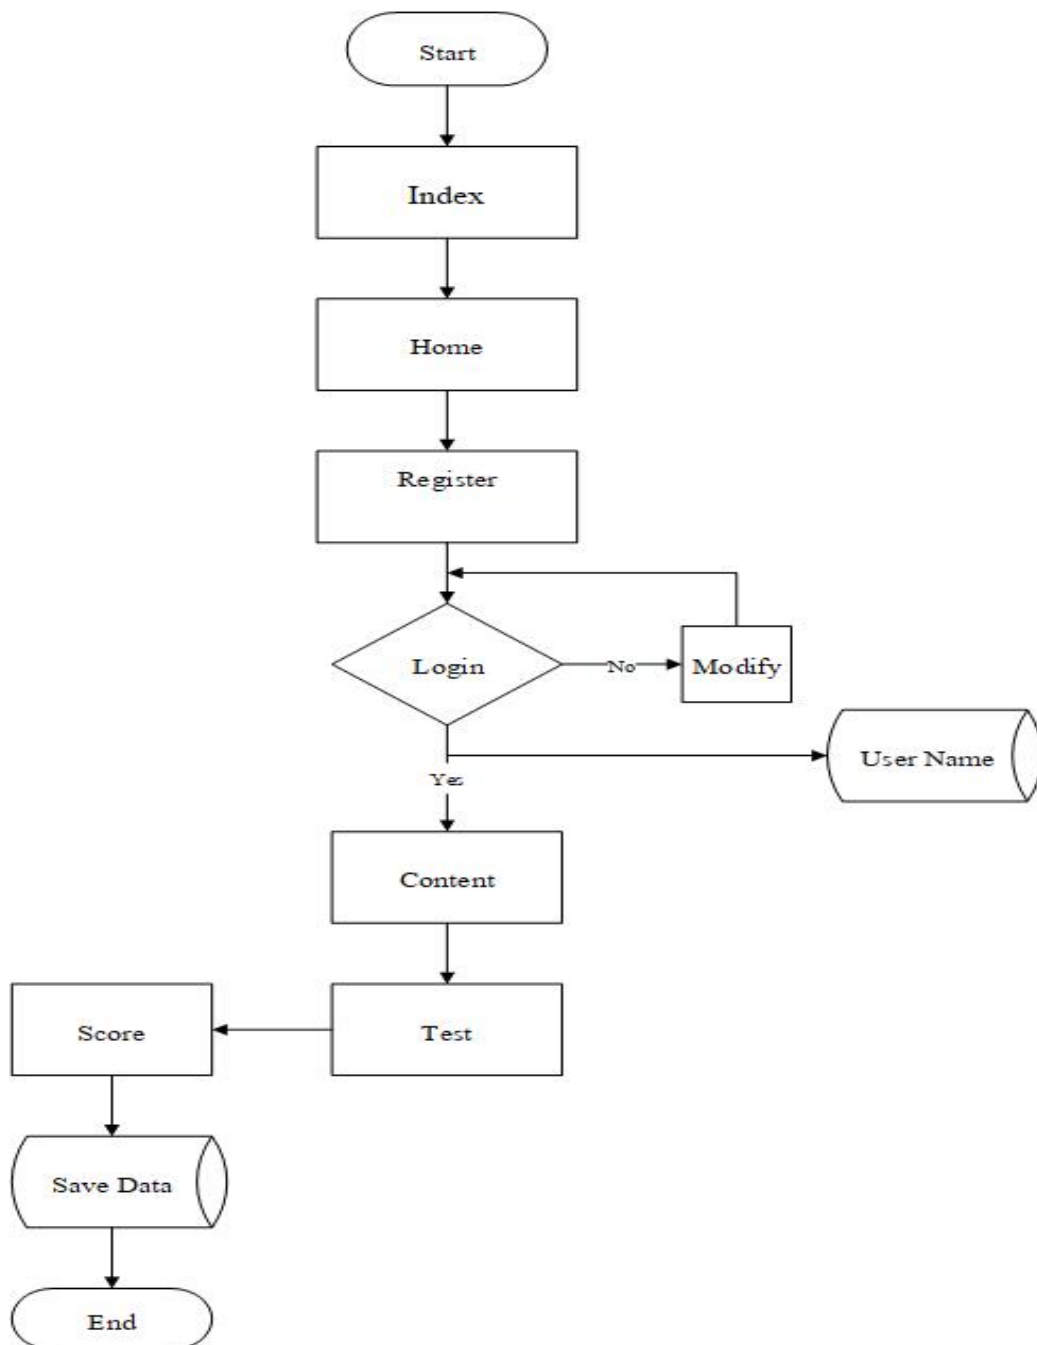 Start
Index
Home
Register
Login
No
Modify
User Name
Yes
Content
Score
Test
Save Data
End